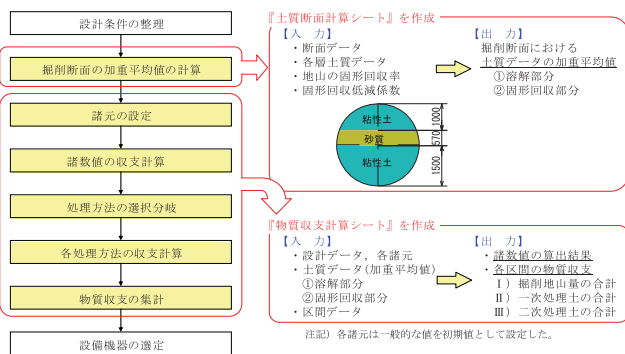 設計条件の整理
掘削断面の加重平均値の計算
諸元の設定
諸数値の収支計算
処理方法の選択分岐
各処理方法の収支計算
物質収支の集計
設備機器の選定
『土質断面計算シート』を作成
【入　力】
・断面データ
・各層土質データ
・地山の固形回収率
・固形回収低減係数
【出　力】
掘削断面における
土質データの加重平均値
①溶解部分
②固形回収部分
粘性土
砂質
粘性土
1000
570
1500
『物質収支計算シート』を作成
【入　力】
・設計データ，各諸元
・土質データ(加重平均値)
①溶解部分
②固形回収部分
・区間データ
【出　力】
・諸数値の算出結果
・各区間の物質収支
Ⅰ）掘削地山量の合計
Ⅱ）一次処理土の合計
Ⅲ）二次処理土の合計
注記）各諸元は一般的な値を初期値として設定した。